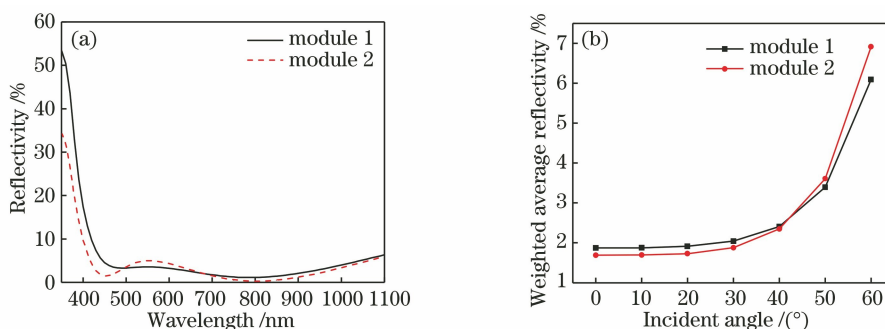 (a)
module 1
module 2
60
50
40
30
20
10
0
Reflectivity /%
400 500 600 700 800 900 1000 1100
Wavelength /nm
(b)
module 1
module 2
7
6
5
4
3
2
1
Weighted average reflectivity /%
0 10 20 30 40 50 60
Incident angle /(°)